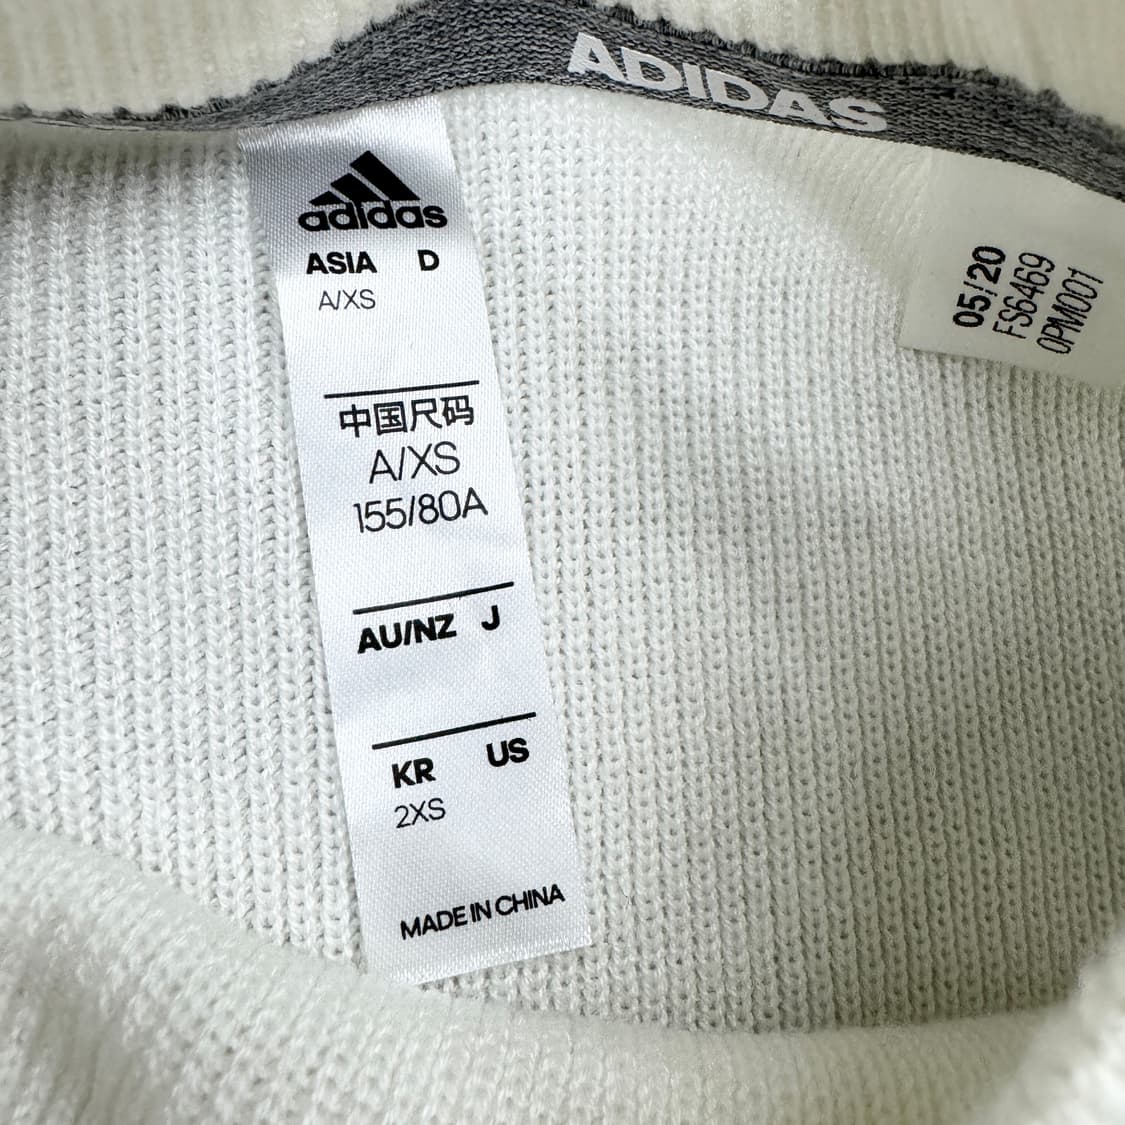 ADIDAS
adidas
ASIA D
A/XS
中国尺码
A/XS
155/80A
AU/NZ J
KR US
2XS
MADE IN CHINA
05/20
FS6469
0PM001